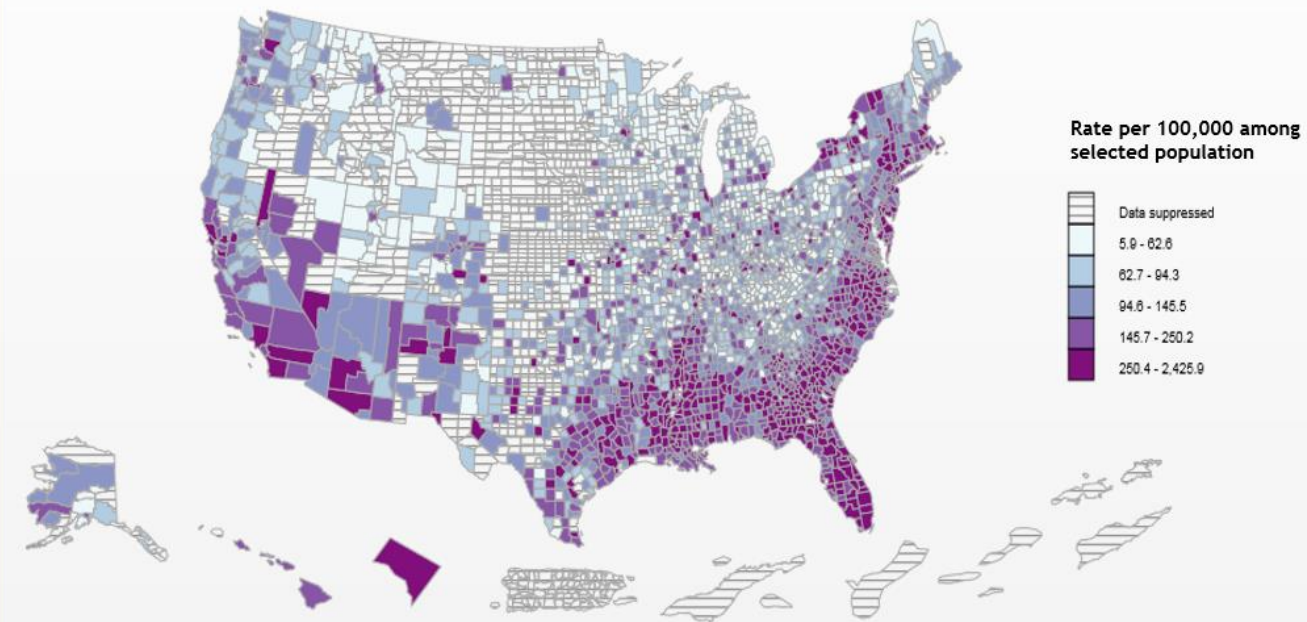 Rate per 100,000 among
selected population
Data suppressed
5.9 - 62.6
62.7 - 94.3
94.6 - 145.5
145.7 - 250.2
250.4 - 2,425.9